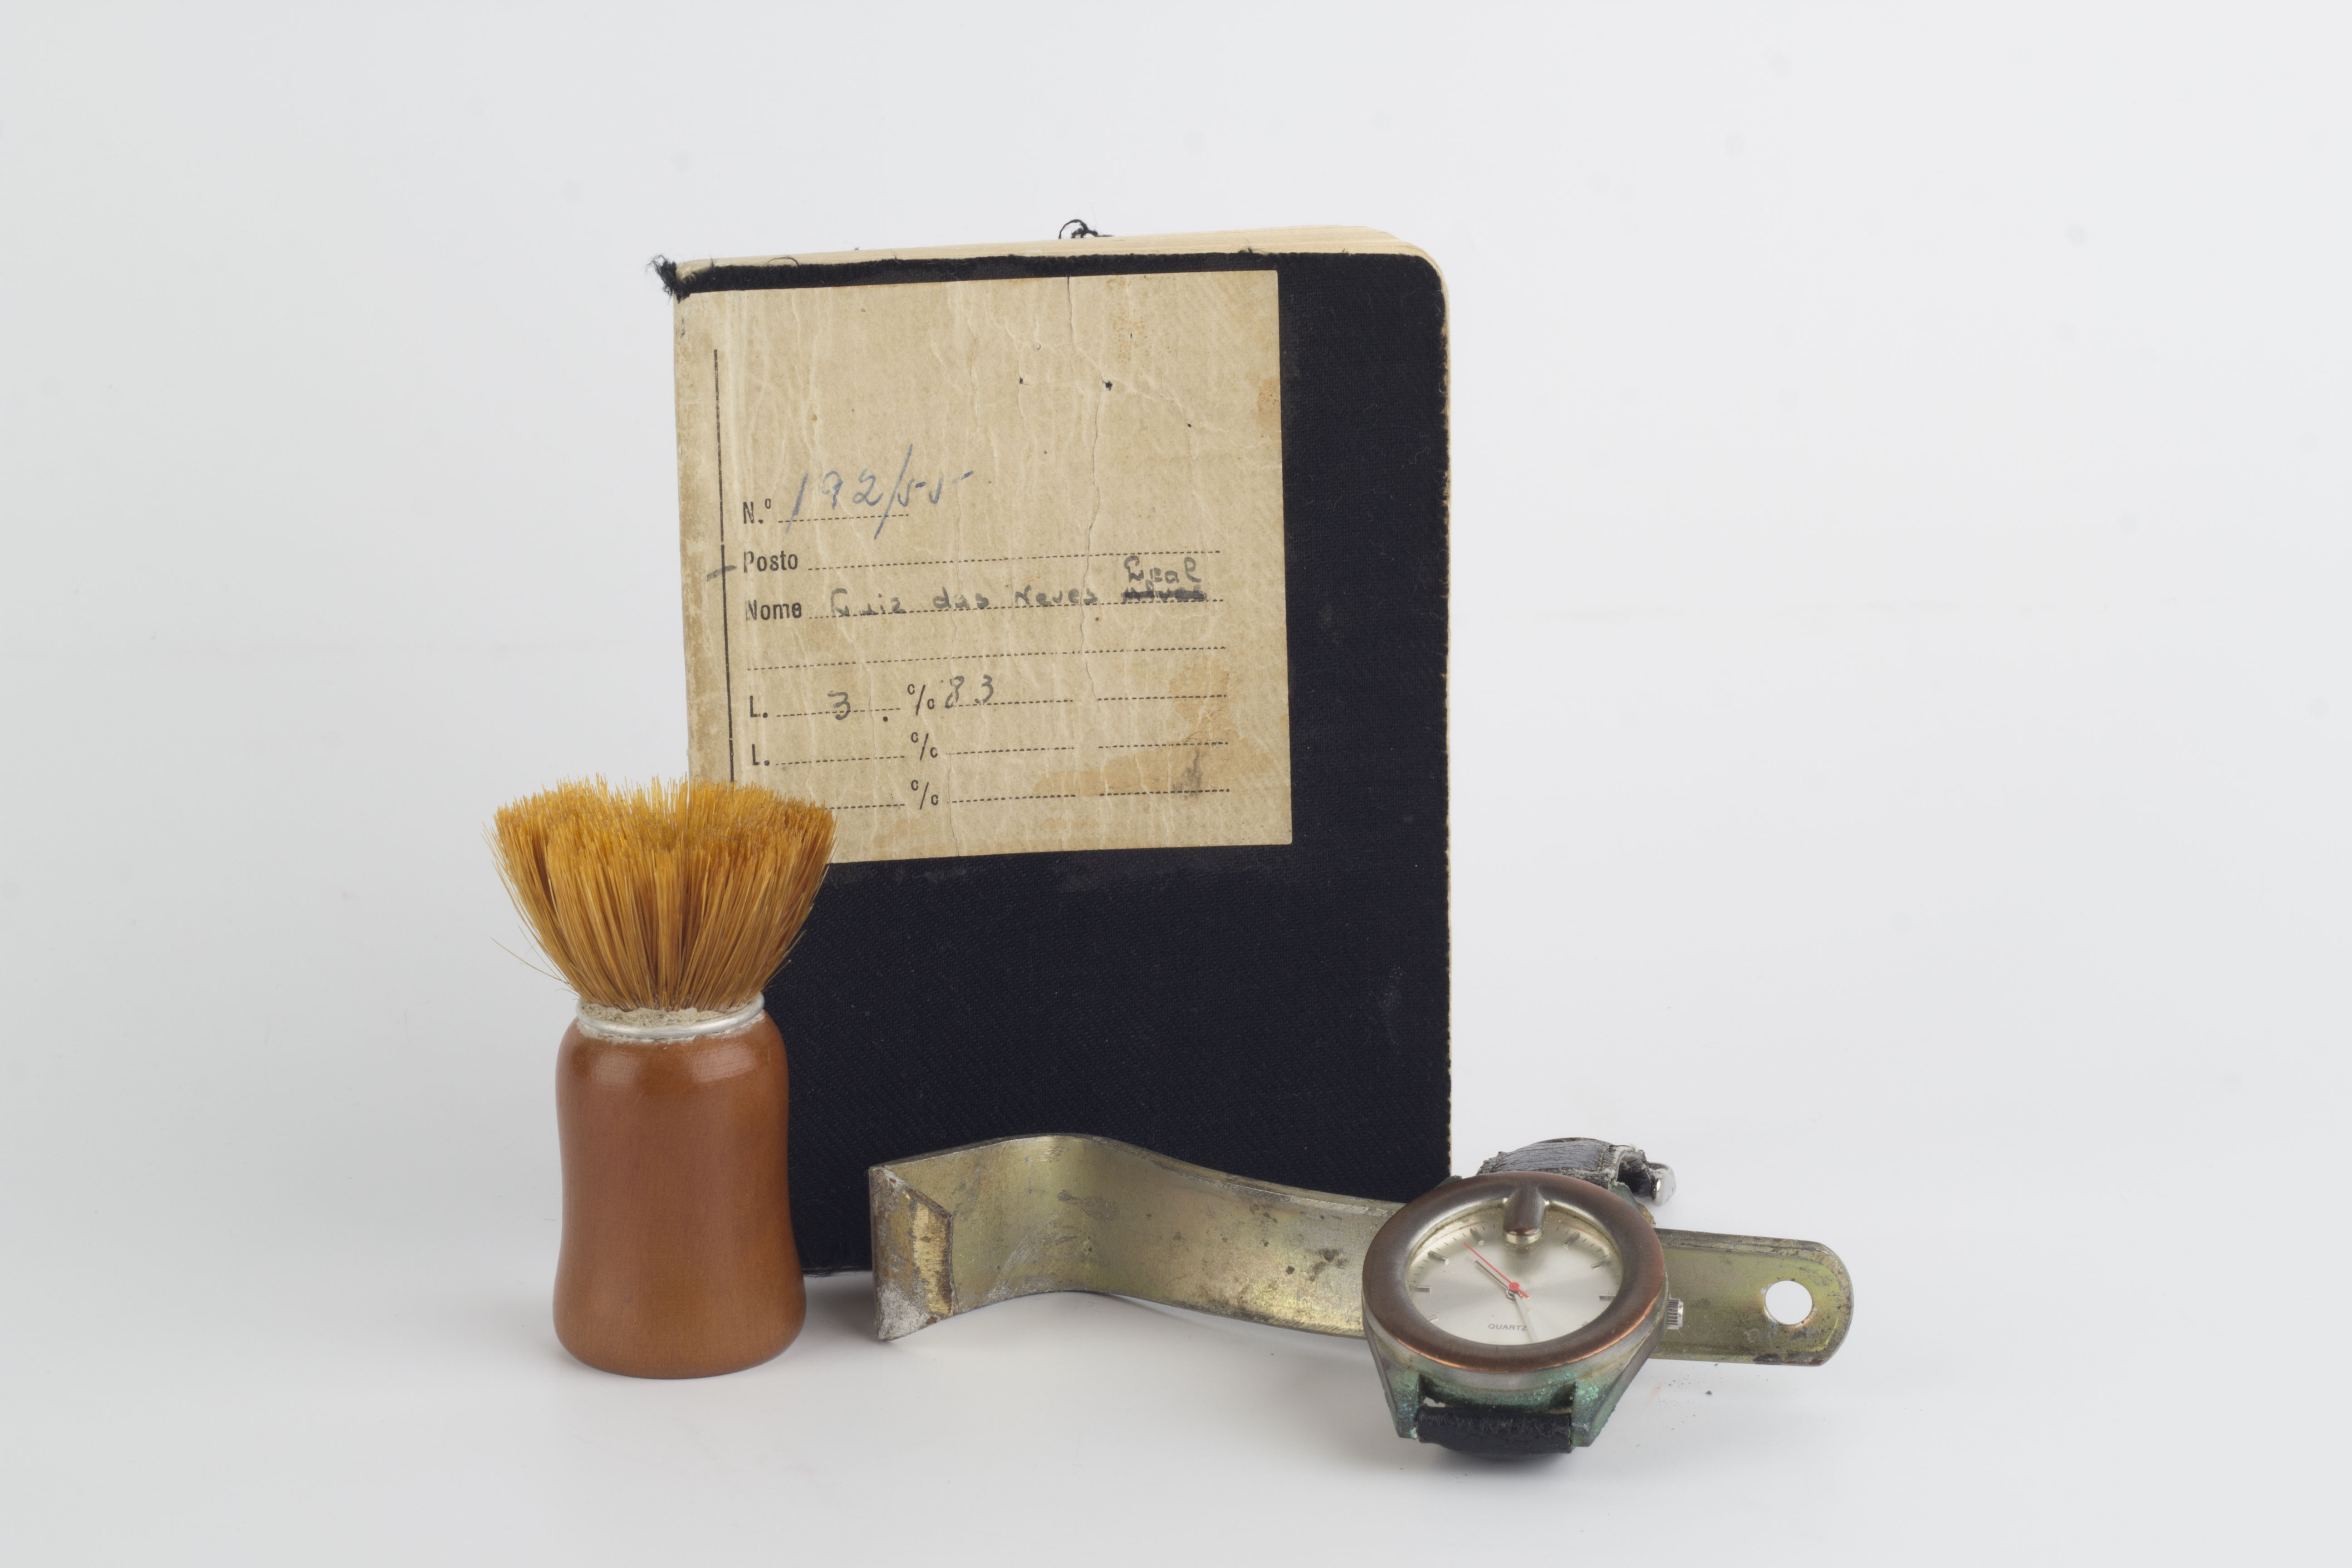 N.º 192/55
Posto
Leal
Nome Luiz das Neves
L. 3 . c/c 83
L. c/c
c/c
QUARTZ